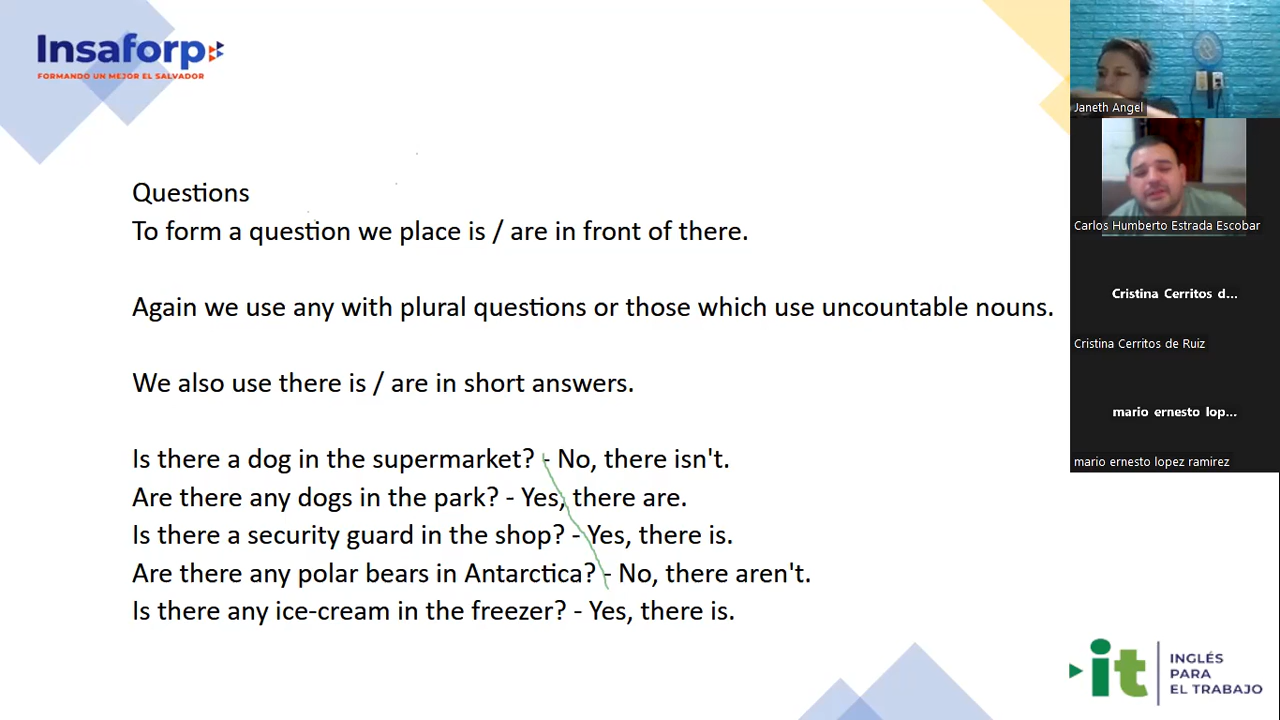 Insaforp
FORMANDO UN MEJOR EL SALVADOR
Questions
To form a question we place is / are in front of there.
Again we use any with plural questions or those which use uncountable nouns.
We also use there is / are in short answers.
Is there a dog in the supermarket? - No, there isn't.
Are there any dogs in the park? - Yes, there are.
Is there a security guard in the shop? - Yes, there is.
Are there any polar bears in Antarctica? - No, there aren't.
Is there any ice-cream in the freezer? - Yes, there is.
Janeth Angel
Carlos Humberto Estrada Escobar
Cristina Cerritos d...
Cristina Cerritos de Ruiz
mario ernesto lop...
mario ernesto lopez ramirez
it
INGLÉS
PARA
EL TRABAJO